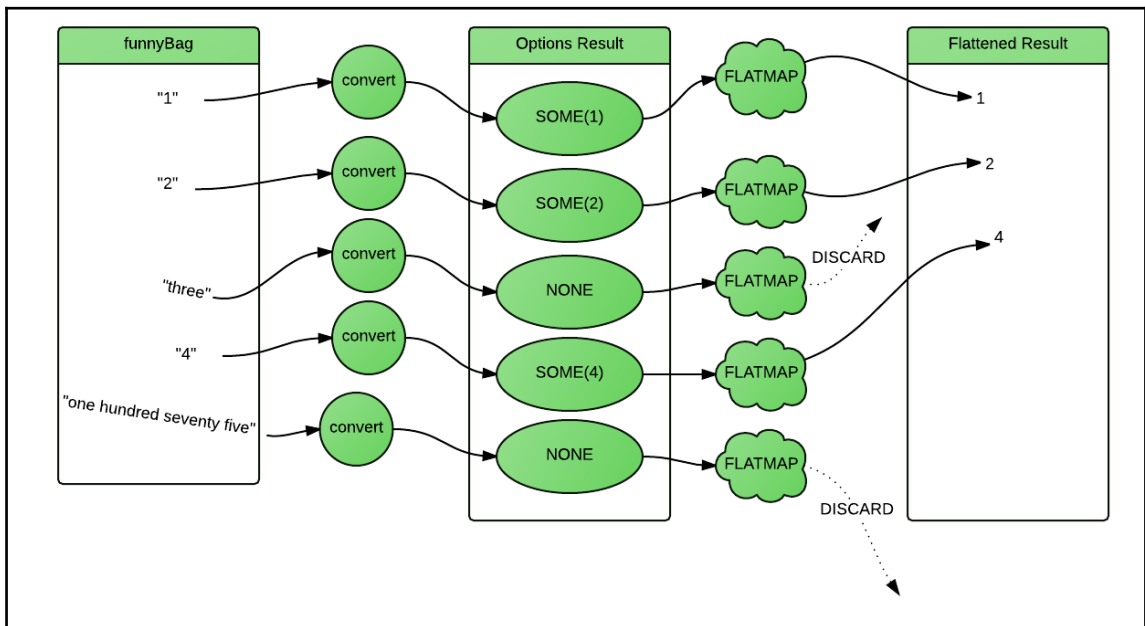 funnyBag
Options Result
Flattened Result
"1"
convert
SOME(1)
FLATMAP
1
"2"
convert
SOME(2)
FLATMAP
2
"three"
convert
NONE
FLATMAP
DISCARD
"4"
convert
SOME(4)
FLATMAP
4
"one hundred seventy five"
convert
NONE
FLATMAP
DISCARD